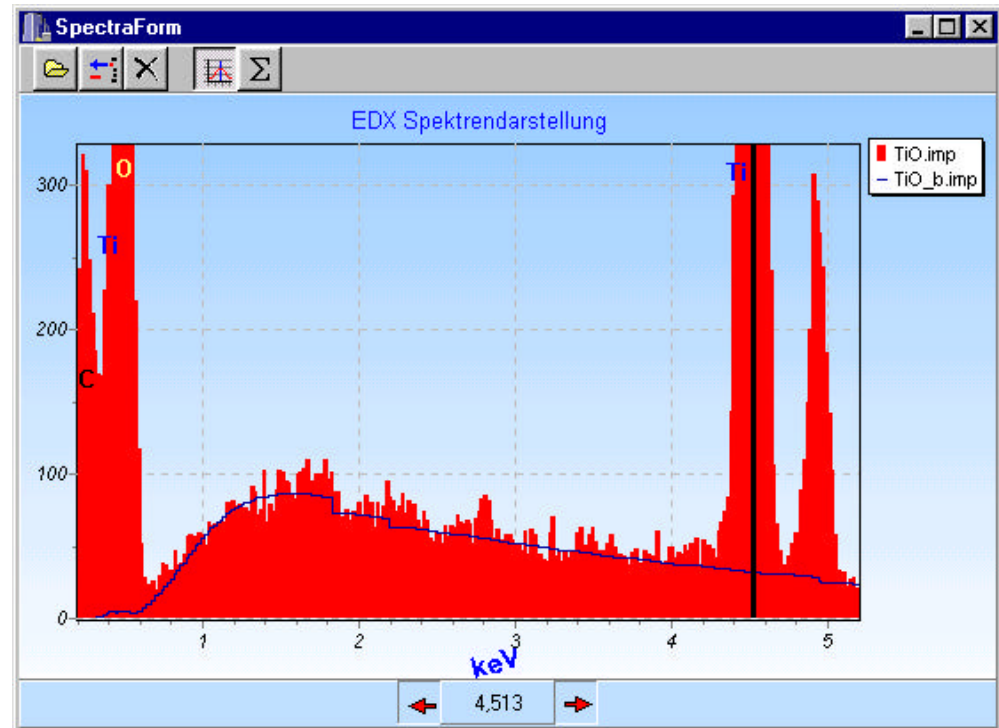 SpectraForm
Σ
EDX Spektrendarstellung
TiO.imp
TiO_b.imp
300
200
100
0
O
Ti
C
Ti
1 2 3 4 5
keV
4,513